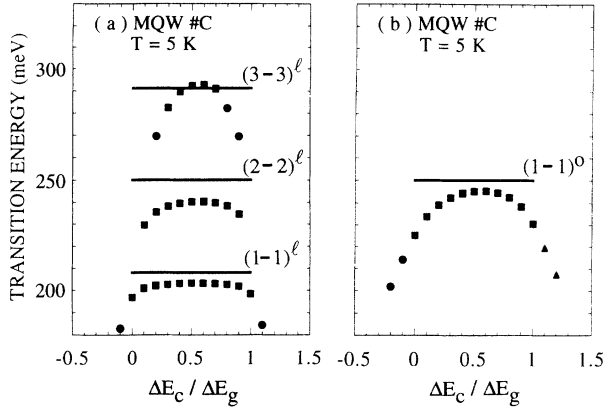 ( a ) MQW #C
T = 5 K
TRANSITION ENERGY (meV)
300
250
200
(3−3)ℓ
(2−2)ℓ
(1−1)ℓ
-0.5 0 0.5 1 1.5
ΔEc / ΔEg
( b ) MQW #C
T = 5 K
(1−1)o
-0.5 0 0.5 1 1.5
ΔEc / ΔEg